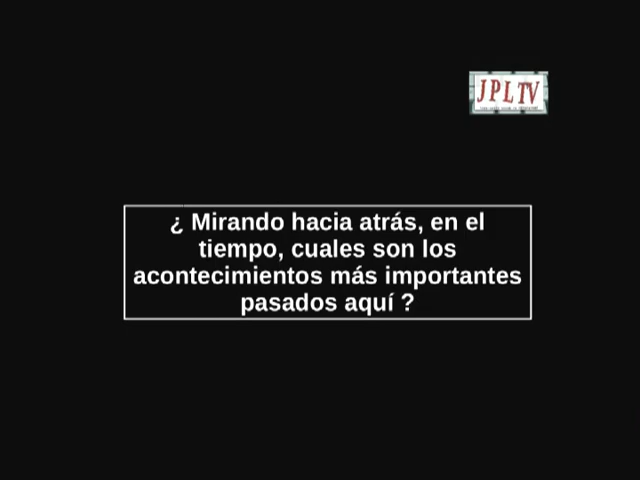 JPLTV
¿ Mirando hacia atrás, en el
tiempo, cuales son los
acontecimientos más importantes
pasados aquí ?